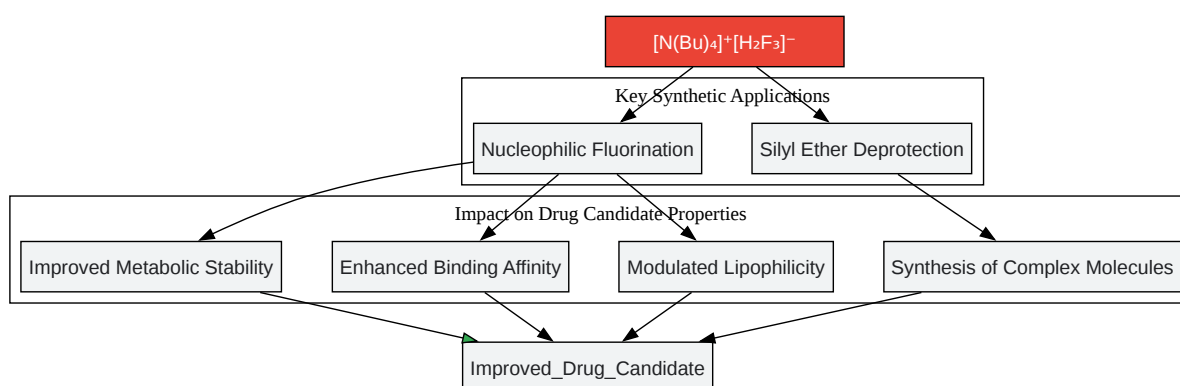 [N(Bu)₄]⁺[H₂F₃]⁻
Key Synthetic Applications
Nucleophilic Fluorination
Silyl Ether Deprotection
Impact on Drug Candidate Properties
Improved Metabolic Stability
Enhanced Binding Affinity
Modulated Lipophilicity
Synthesis of Complex Molecules
Improved_Drug_Candidate